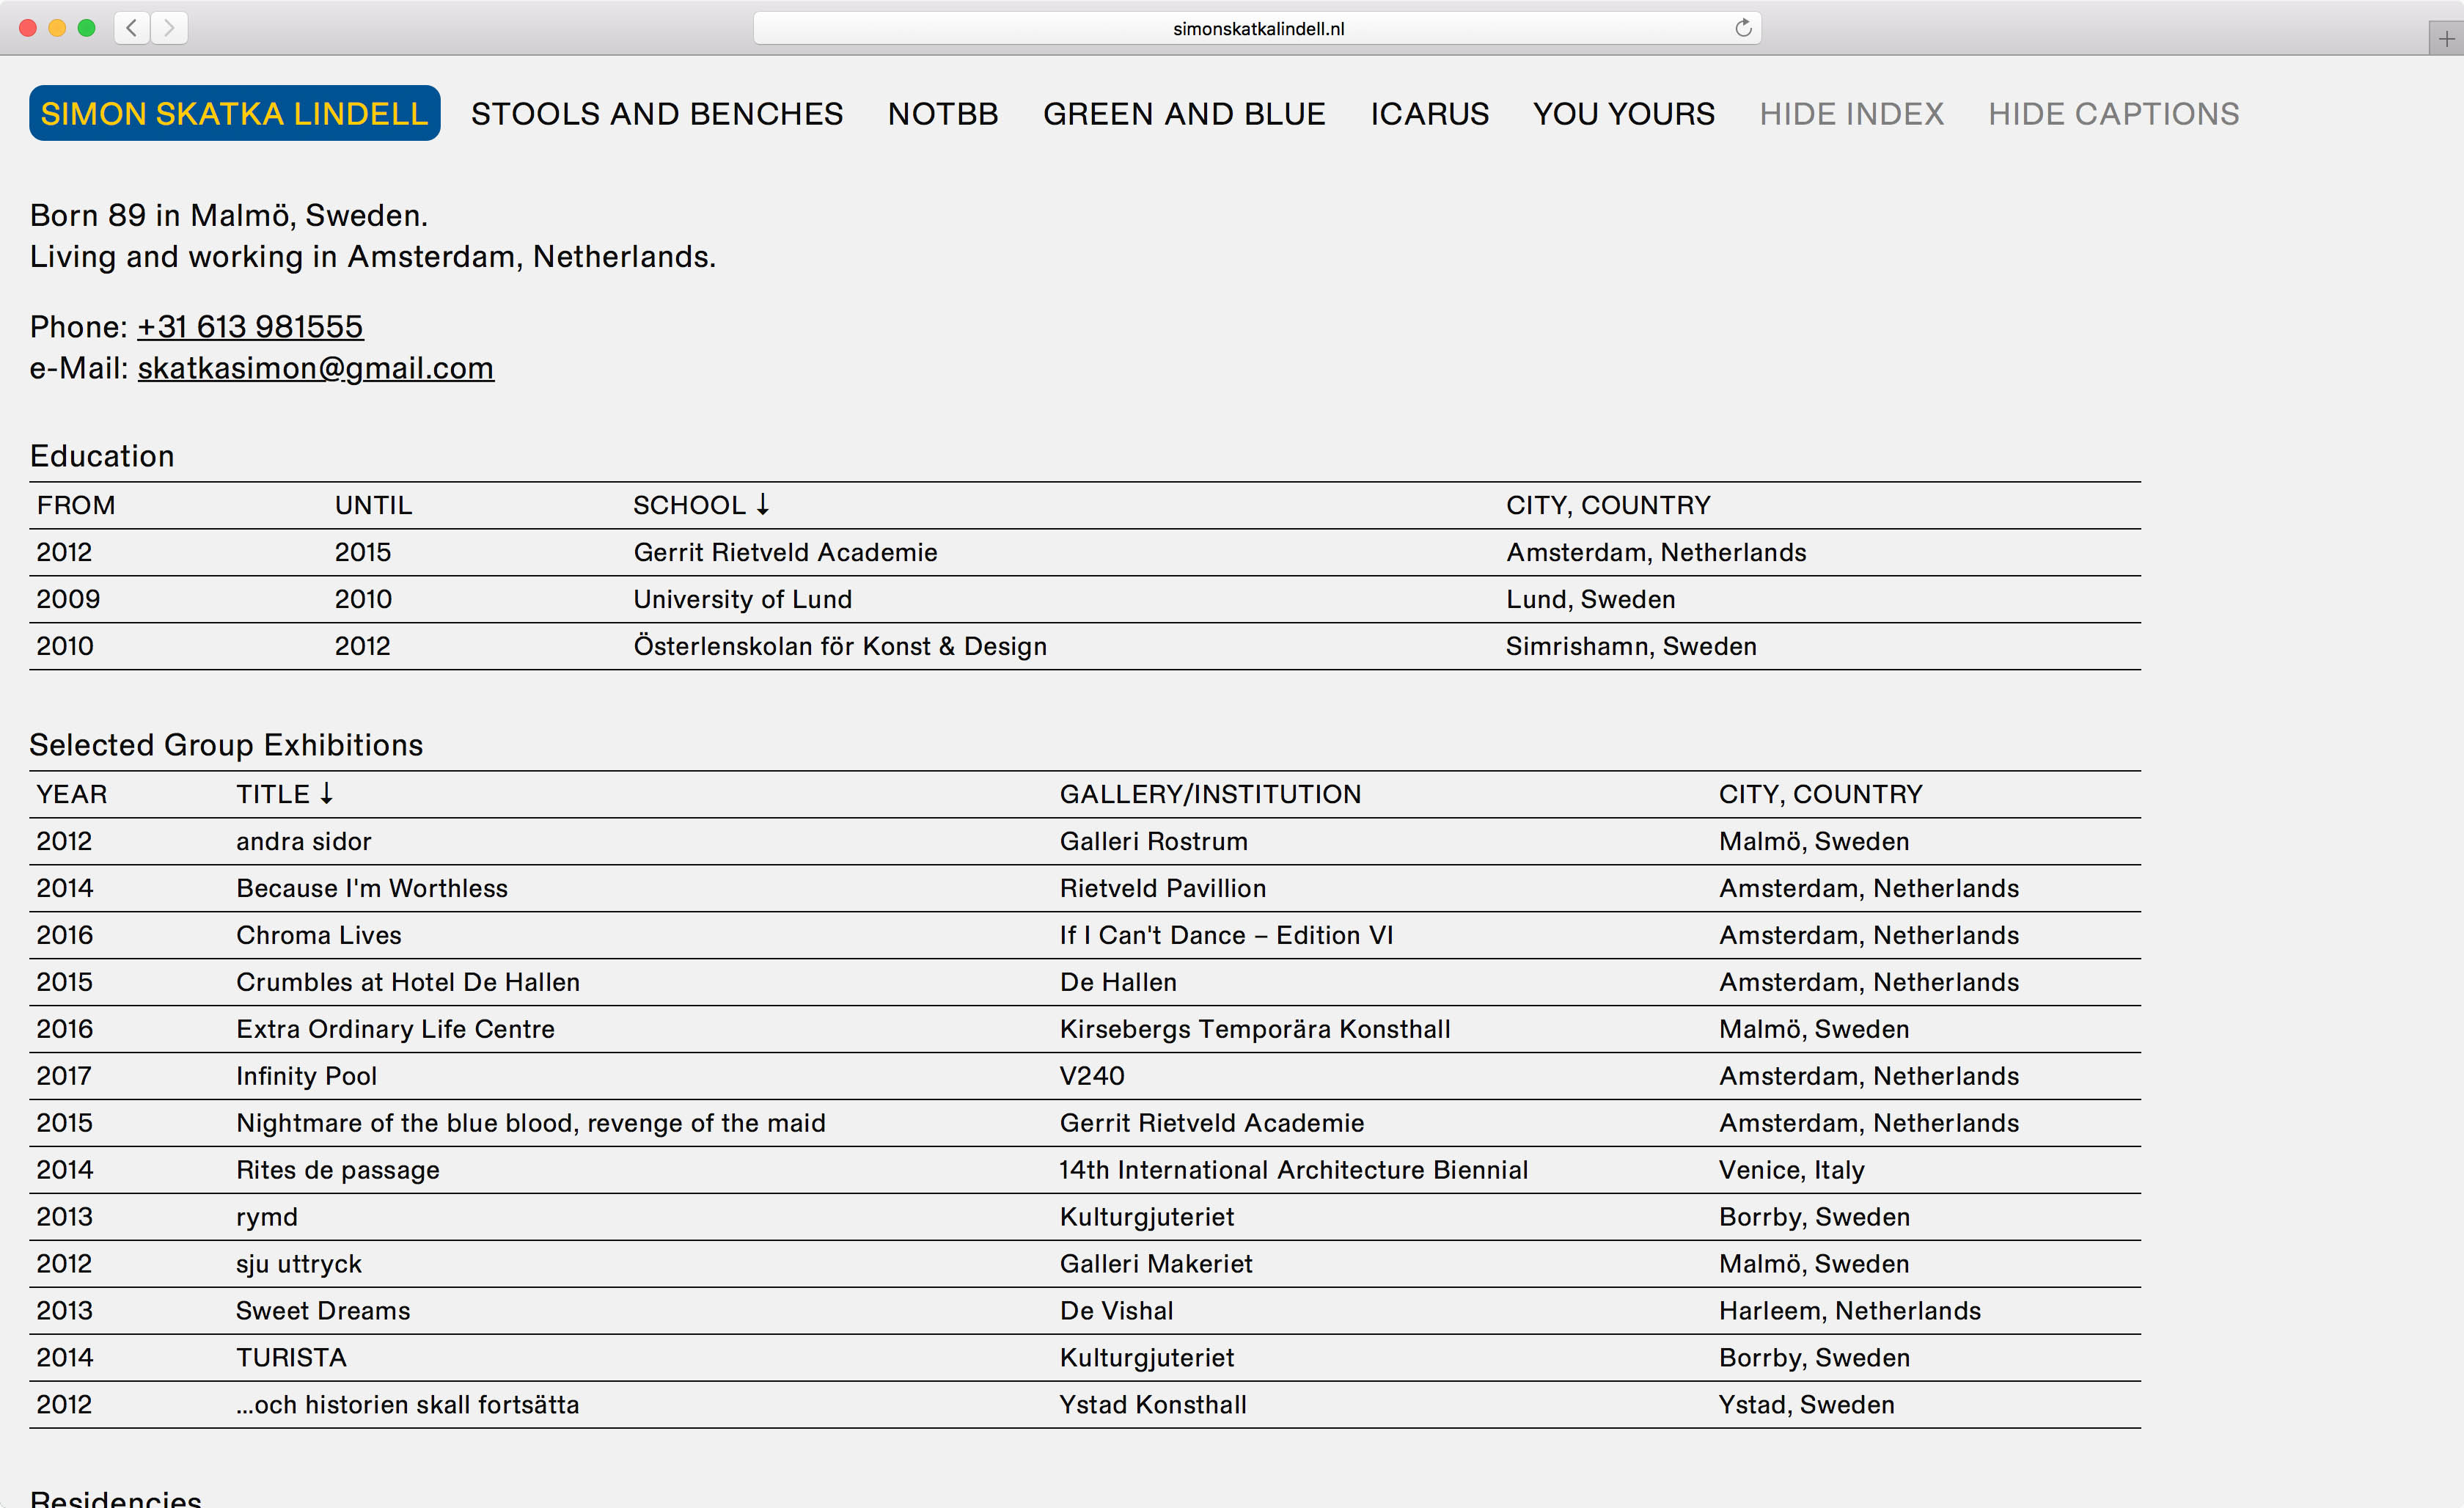 simonskatkalindell.nl
SIMON SKATKA LINDELL STOOLS AND BENCHES NOTBB GREEN AND BLUE ICARUS YOU YOURS HIDE INDEX HIDE CAPTIONS
Born 89 in Malmö, Sweden.
Living and working in Amsterdam, Netherlands.
Phone: +31 613 981555
e-Mail: skatkasimon@gmail.com
Education
FROM UNTIL SCHOOL ↓ CITY, COUNTRY
2012 2015 Gerrit Rietveld Academie Amsterdam, Netherlands
2009 2010 University of Lund Lund, Sweden
2010 2012 Österlenskolan för Konst & Design Simrishamn, Sweden
Selected Group Exhibitions
YEAR TITLE ↓ GALLERY/INSTITUTION CITY, COUNTRY
2012 andra sidor Galleri Rostrum Malmö, Sweden
2014 Because I'm Worthless Rietveld Pavillion Amsterdam, Netherlands
2016 Chroma Lives If I Can't Dance – Edition VI Amsterdam, Netherlands
2015 Crumbles at Hotel De Hallen De Hallen Amsterdam, Netherlands
2016 Extra Ordinary Life Centre Kirsebergs Temporära Konsthall Malmö, Sweden
2017 Infinity Pool V240 Amsterdam, Netherlands
2015 Nightmare of the blue blood, revenge of the maid Gerrit Rietveld Academie Amsterdam, Netherlands
2014 Rites de passage 14th International Architecture Biennial Venice, Italy
2013 rymd Kulturgjuteriet Borrby, Sweden
2012 sju uttryck Galleri Makeriet Malmö, Sweden
2013 Sweet Dreams De Vishal Harleem, Netherlands
2014 TURISTA Kulturgjuteriet Borrby, Sweden
2012 ...och historien skall fortsätta Ystad Konsthall Ystad, Sweden
Residencies